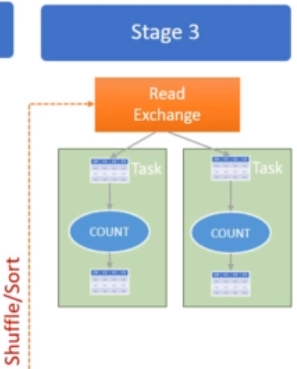 Stage 3
Read
Exchange
Task
Task
COUNT
COUNT
Shuffle/Sort